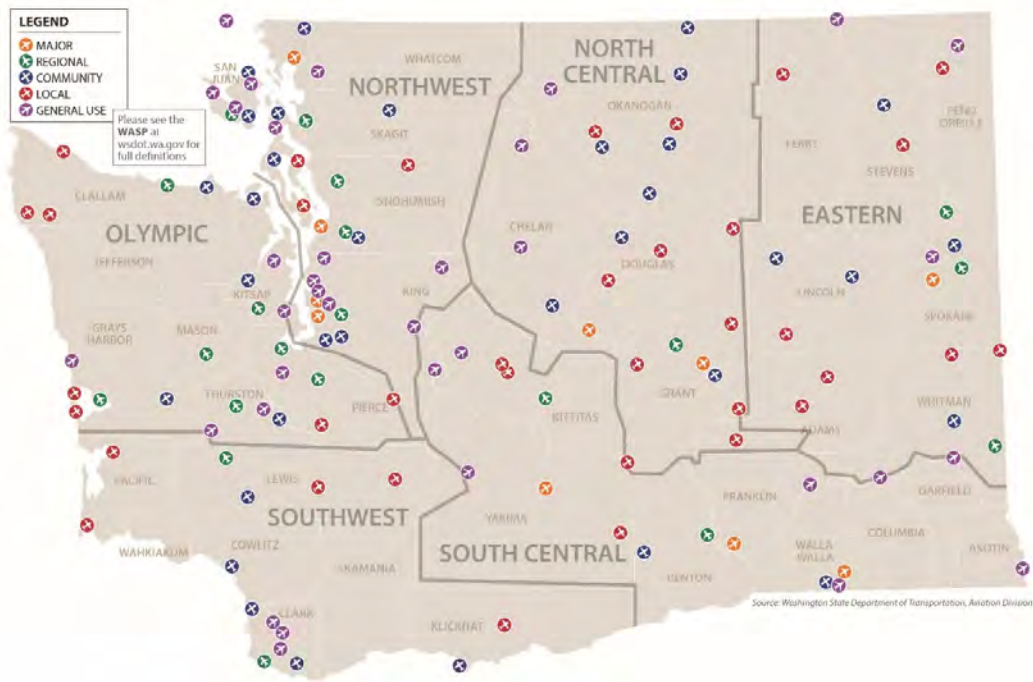 LEGEND
MAJOR
REGIONAL
COMMUNITY
LOCAL
GENERAL USE
Please see the
WASP at
wsdot.wa.gov for
full definitions
SAN
JUAN
WHATCOM
NORTHWEST
SKAGIT
SNOHOMISH
KING
NORTH
CENTRAL
OKANOGAN
CHELAN
DOUGLAS
GRANT
FERRY
PEND
OREILLE
STEVENS
EASTERN
LINCOLN
SPOKANE
WHITMAN
ADAMS
CLALLAM
OLYMPIC
JEFFERSON
KITSAP
GRAYS
HARBOR
MASON
THURSTON
PIERCE
KITTITAS
PACIFIC
LEWIS
SOUTHWEST
WAHKIAKUM
COWLITZ
SKAMANIA
CLARK
KLICKITAT
YAKIMA
SOUTH CENTRAL
BENTON
FRANKLIN
WALLA
WALLA
COLUMBIA
GARFIELD
ASOTIN
Source: Washington State Department of Transportation, Aviation Division